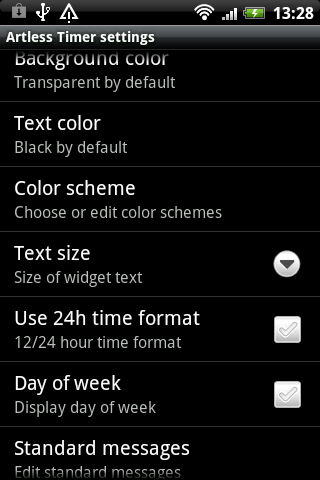 13:28
Artless Timer settings
Background color
Transparent by default
Text color
Black by default
Color scheme
Choose or edit color schemes
Text size
Size of widget text
Use 24h time format
12/24 hour time format
Day of week
Display day of week
Standard messages
Edit standard messages